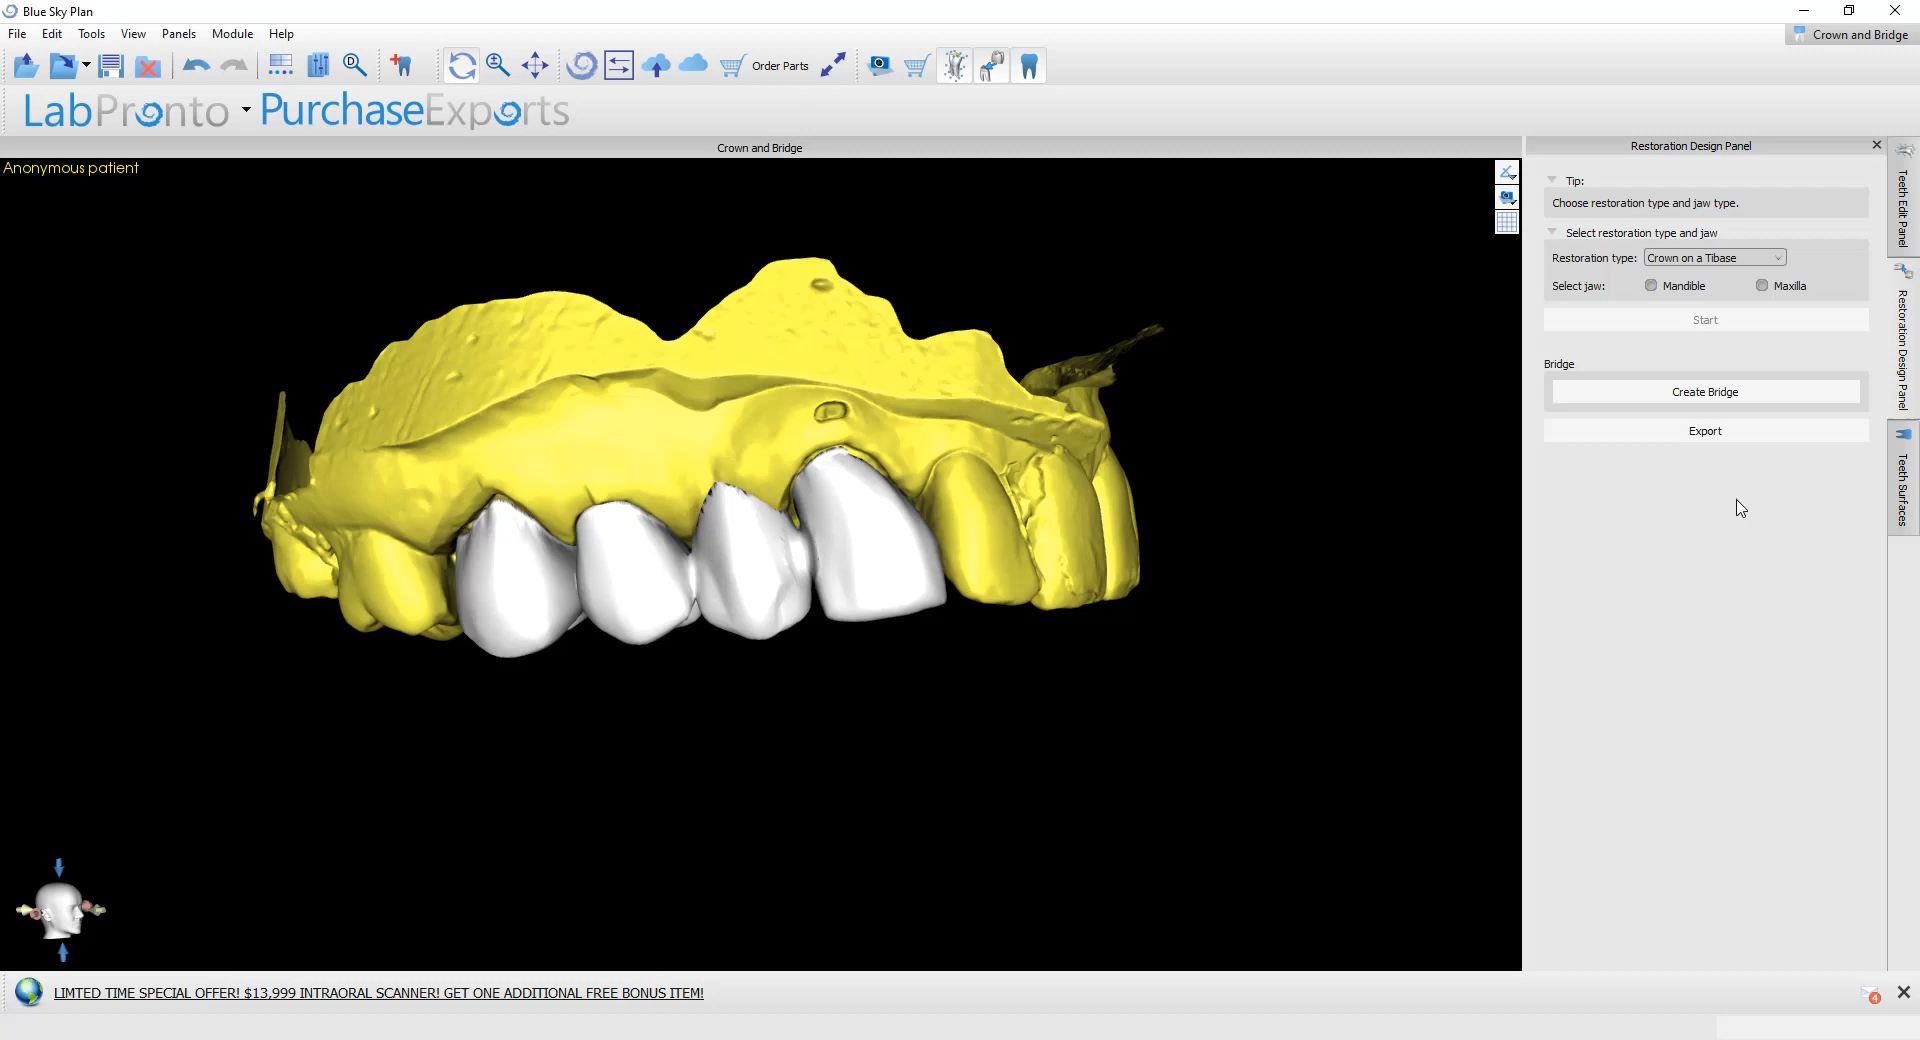 Blue Sky Plan
File Edit Tools View Panels Module Help
Crown and Bridge
D
Order Parts
LabPronto PurchaseExports
Crown and Bridge
Restoration Design Panel
Anonymous patient
Tip:
Choose restoration type and jaw type.
Select restoration type and jaw
Restoration type: Crown on a Tibase
Select jaw: Mandible Maxilla
Start
Bridge
Create Bridge
Export
Teeth Edit Panel
Restoration Design Panel
Teeth Surfaces
LIMTED TIME SPECIAL OFFER! $13,999 INTRAORAL SCANNER! GET ONE ADDITIONAL FREE BONUS ITEM!
4